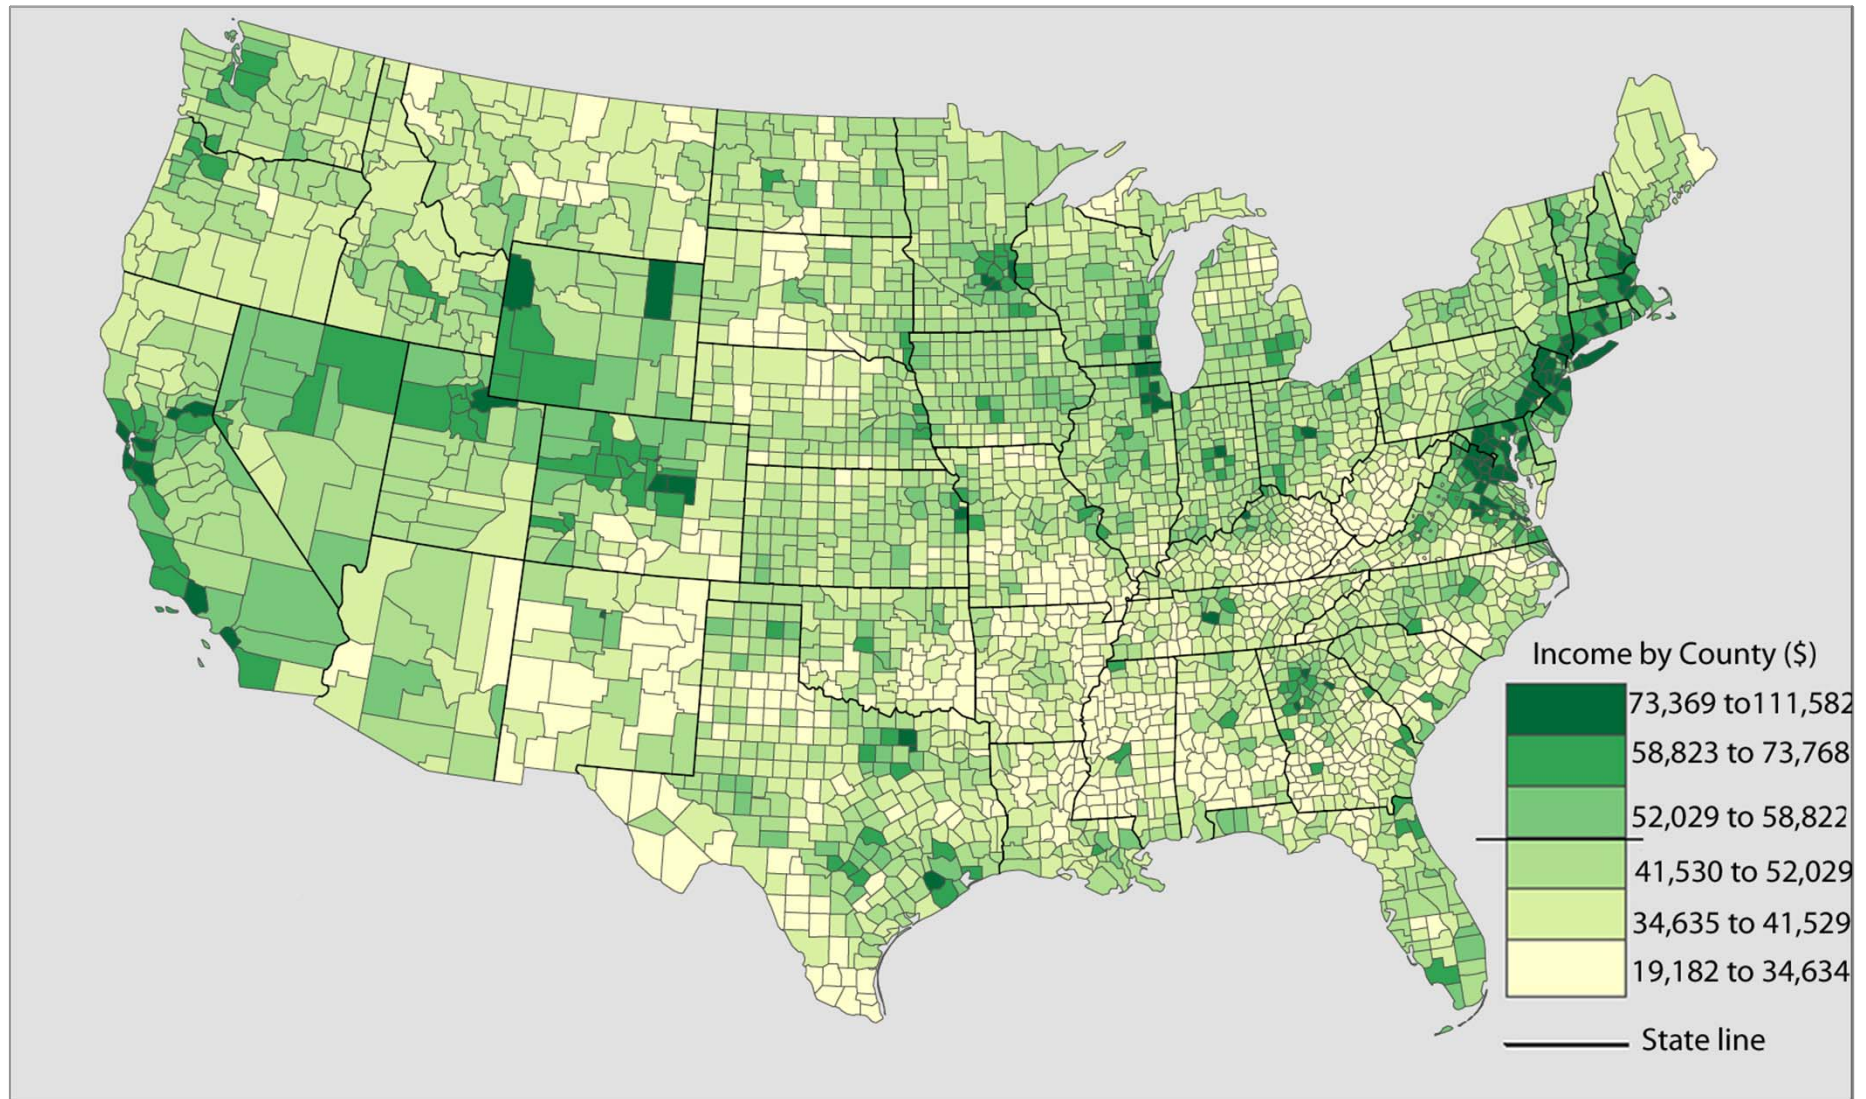 Income by County ($)
73,369 to111,582
58,823 to 73,768
52,029 to 58,822
41,530 to 52,029
34,635 to 41,529
19,182 to 34,634
State line